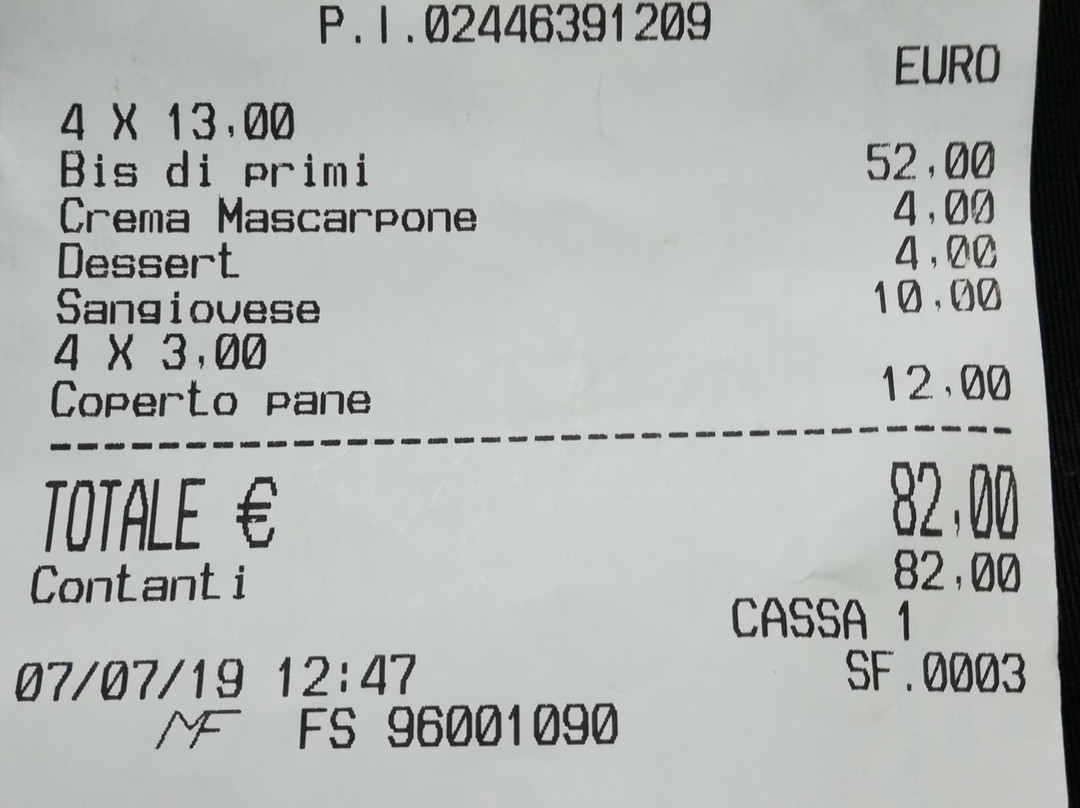 P.I.02446391209
EURO
4 X 13,00
Bis di primi 52,00
Crema Mascarpone 4,00
Dessert 4,00
Sangiovese 10,00
4 X 3,00
Coperto pane 12,00
--------------------------------------
TOTALE € 82,00
Contanti 82,00
CASSA 1
07/07/19 12:47 SF.0003
MF FS 96001090